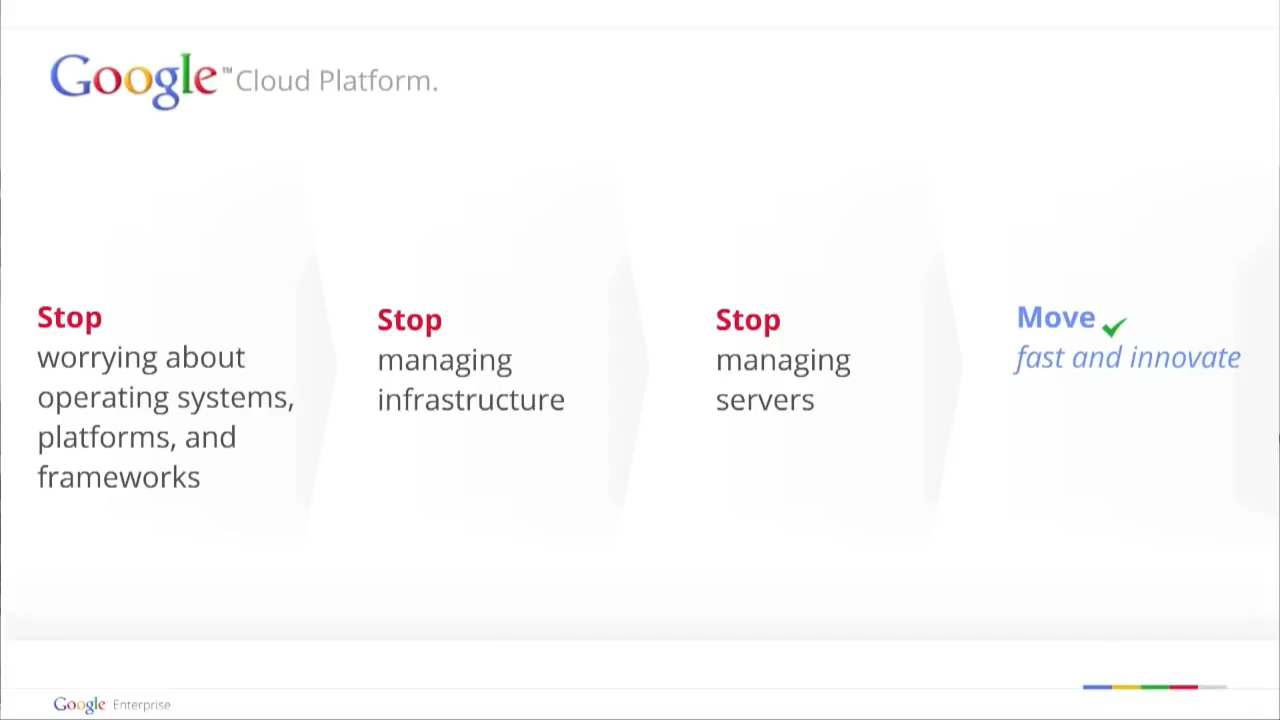 Google™ Cloud Platform.
Stop
worrying about
operating systems,
platforms, and
frameworks
Stop
managing
infrastructure
Stop
managing
servers
Move
fast and innovate
Google Enterprise